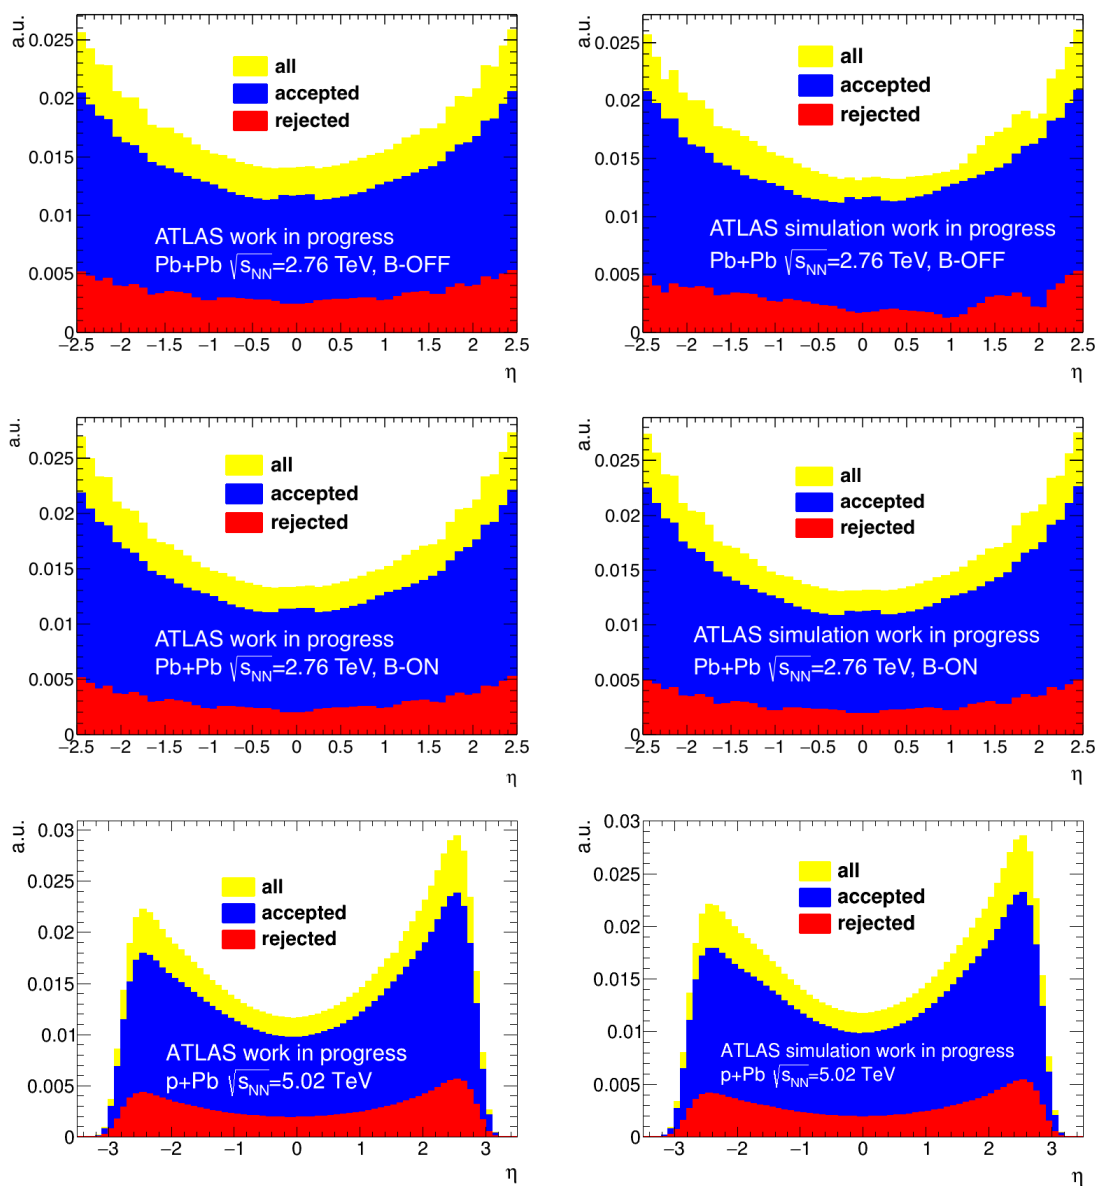 a.u.
0.025
0.02
0.015
0.01
0.005
0
all
accepted
rejected
ATLAS work in progress
Pb+Pb √sNN=2.76 TeV, B-OFF
−2.5 −2 −1.5 −1 −0.5 0 0.5 1 1.5 2 2.5
η
a.u.
0.025
0.02
0.015
0.01
0.005
0
all
accepted
rejected
ATLAS simulation work in progress
Pb+Pb √sNN=2.76 TeV, B-OFF
−2.5 −2 −1.5 −1 −0.5 0 0.5 1 1.5 2 2.5
η
a.u.
0.025
0.02
0.015
0.01
0.005
0
all
accepted
rejected
ATLAS work in progress
Pb+Pb √sNN=2.76 TeV, B-ON
−2.5 −2 −1.5 −1 −0.5 0 0.5 1 1.5 2 2.5
η
a.u.
0.025
0.02
0.015
0.01
0.005
0
all
accepted
rejected
ATLAS simulation work in progress
Pb+Pb √sNN=2.76 TeV, B-ON
−2.5 −2 −1.5 −1 −0.5 0 0.5 1 1.5 2 2.5
η
a.u.
0.03
0.025
0.02
0.015
0.01
0.005
0
all
accepted
rejected
ATLAS work in progress
p+Pb √sNN=5.02 TeV
−3 −2 −1 0 1 2 3
η
a.u.
0.03
0.025
0.02
0.015
0.01
0.005
0
all
accepted
rejected
ATLAS simulation work in progress
p+Pb √sNN=5.02 TeV
−3 −2 −1 0 1 2 3
η